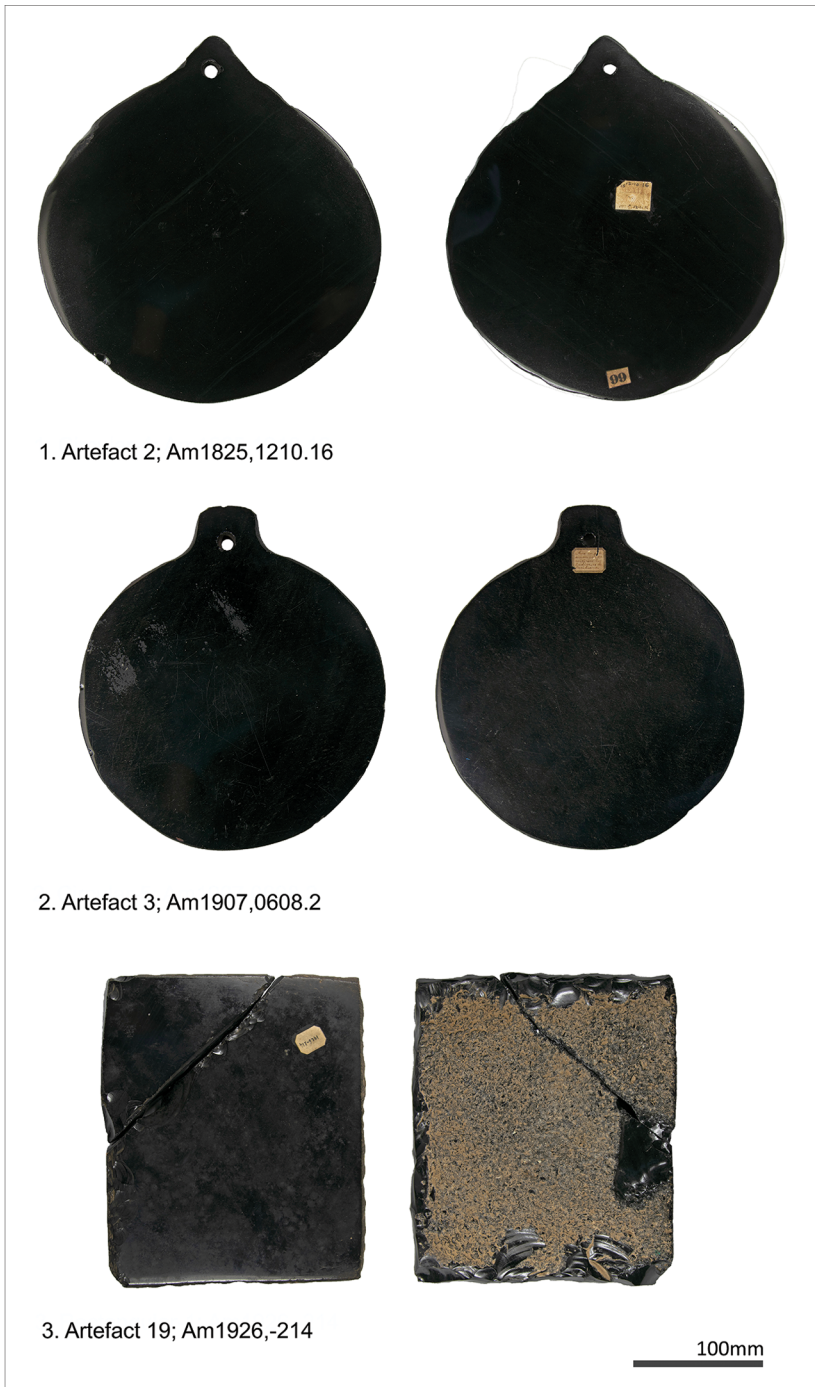 99
1. Artefact 2; Am1825,1210.16
2. Artefact 3; Am1907,0608.2
3. Artefact 19; Am1926,-214
100mm